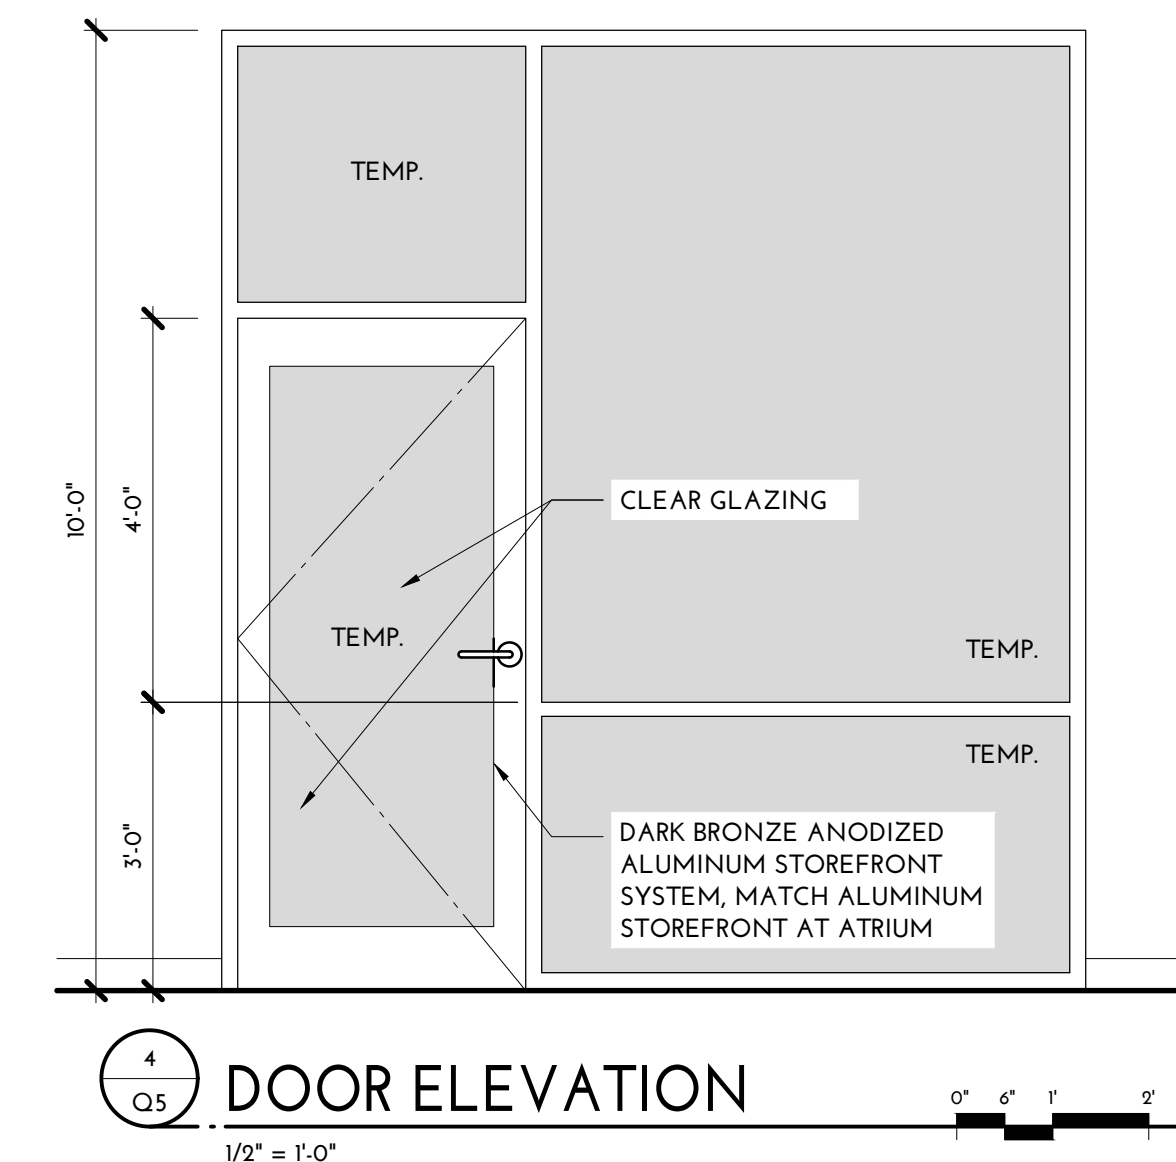 TEMP.
10'-0"
4'-0"
CLEAR GLAZING
TEMP.
TEMP.
TEMP.
3'-0"
DARK BRONZE ANODIZED
ALUMINUM STOREFRONT
SYSTEM, MATCH ALUMINUM
STOREFRONT AT ATRIUM
4
Q5
DOOR ELEVATION
1/2" = 1'-0"
0" 6" 1' 2'